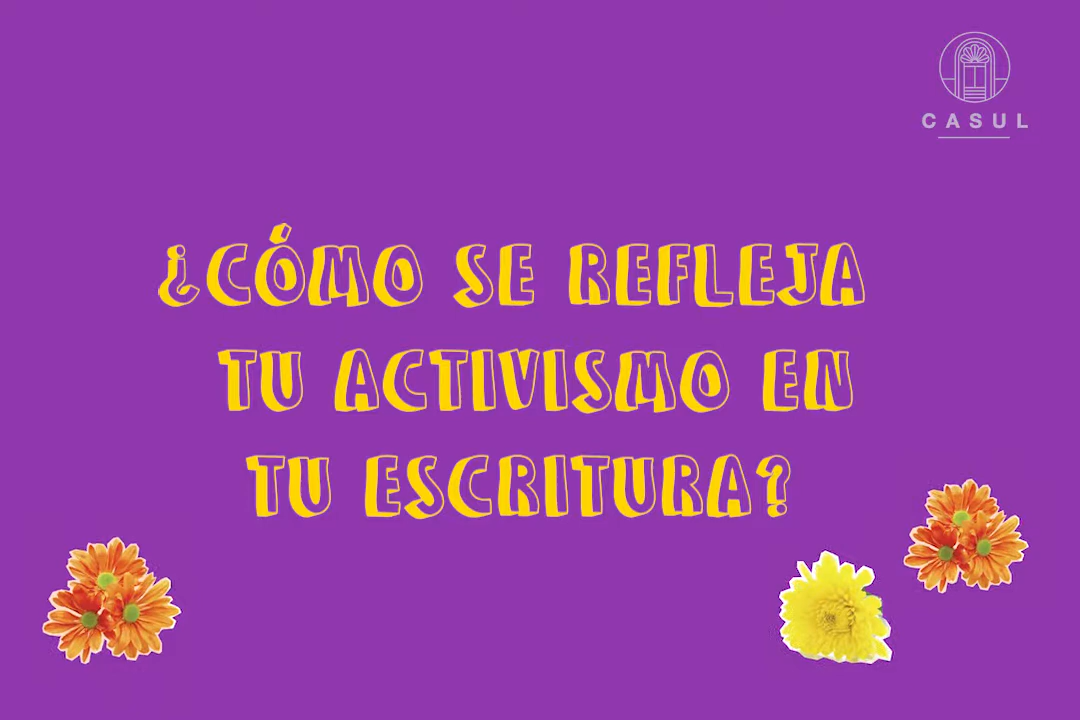 CASUL
¿CÓMO SE REFLEJA
TU ACTIVISMO EN
TU ESCRITURA?